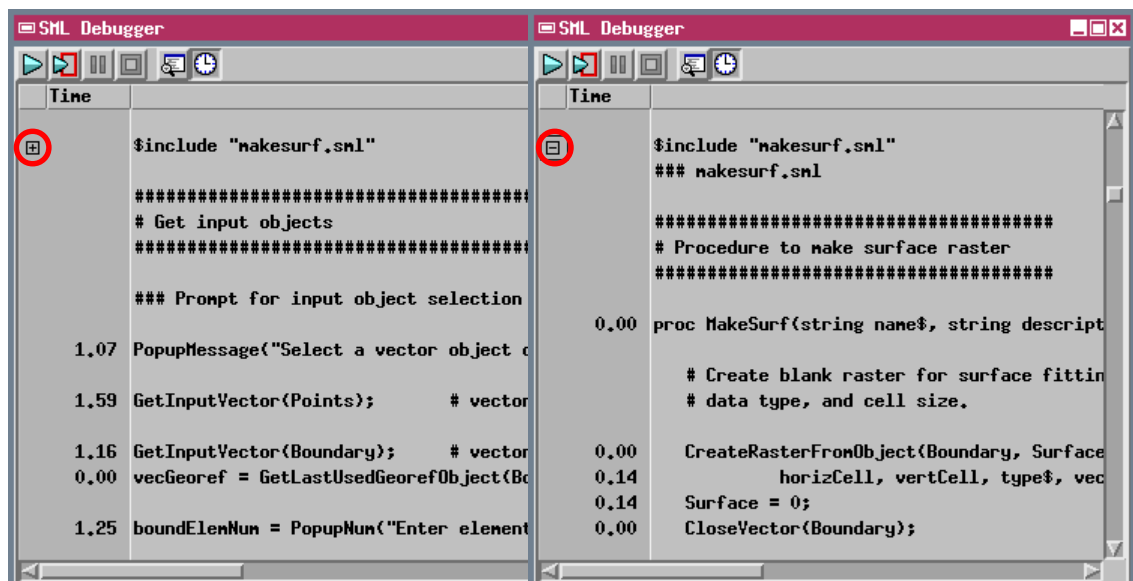 SML Debugger
Time
$include "makesurf.sml"
######################################
# Get input objects
######################################
### Prompt for input object selection
1.07 PopupMessage("Select a vector object
1.59 GetInputVector(Points); # vector
1.16 GetInputVector(Boundary); # vector
0.00 vecGeoref = GetLastUsedGeorefObject(Bo
1.25 boundElemNum = PopupNum("Enter element
SML Debugger
Time
$include "makesurf.sml"
### makesurf.sml
######################################
# Procedure to make surface raster
######################################
0.00 proc MakeSurf(string name$, string descript
# Create blank raster for surface fittin
# data type, and cell size.
0.00 CreateRasterFromObject(Boundary, Surface
0.14 horizCell, vertCell, type$, vec
0.14 Surface = 0;
0.00 CloseVector(Boundary);